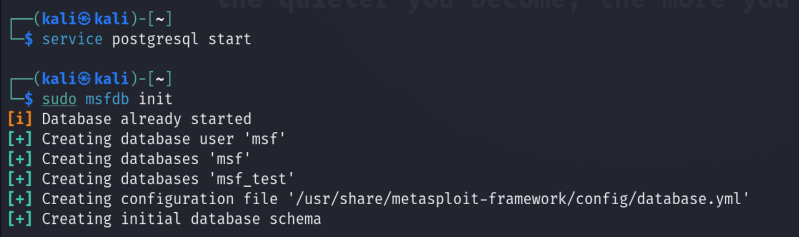 the quieter you become, the more you
┌──(kali㉿kali)-[~]
└─$ service postgresql start
┌──(kali㉿kali)-[~]
└─$ sudo msfdb init
[i] Database already started
[+] Creating database user 'msf'
[+] Creating databases 'msf'
[+] Creating databases 'msf_test'
[+] Creating configuration file '/usr/share/metasploit-framework/config/database.yml'
[+] Creating initial database schema